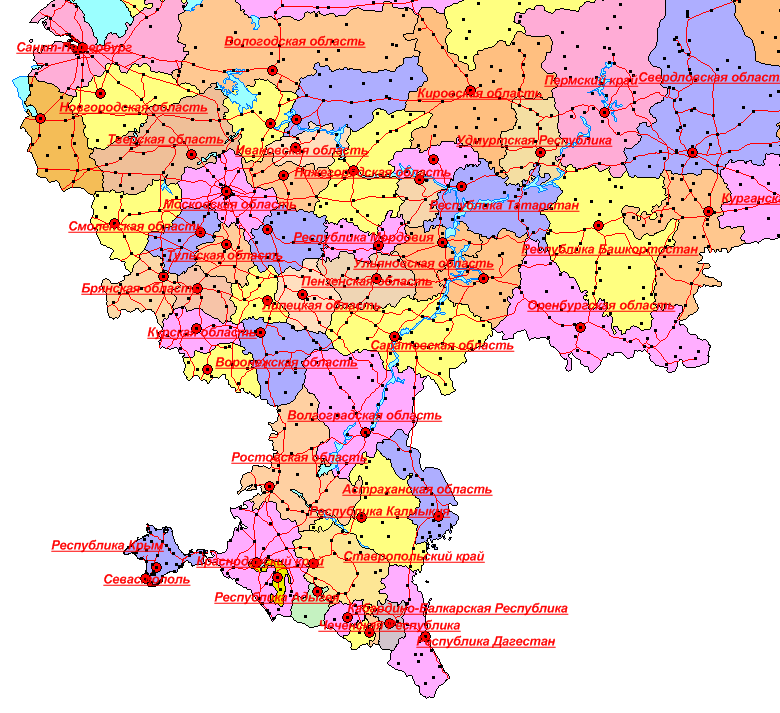 Санкт-Петербург
Вологодская область
Пермский край
Свердловская област
Кировская область
Новгородская область
Тверская область
Удмуртская Республика
Ивановская область
Нижегородская область
Московская область
Республика Татарстан
Курганска
Смоленская область
Республика Мордовия
Республика Башкортостан
Тульская область
Ульяновская область
Брянская область
Пензенская область
Липецкая область
Оренбургская область
Курская область
Саратовская область
Воронежская область
Волгоградская область
Ростовская область
Астраханская область
Республика Калмыкия
Республика Крым
Ставропольский край
Краснодарский край
Севастополь
Республика Адыгея
Кабардино-Балкарская Республика
Чеченская Республика
Республика Дагестан